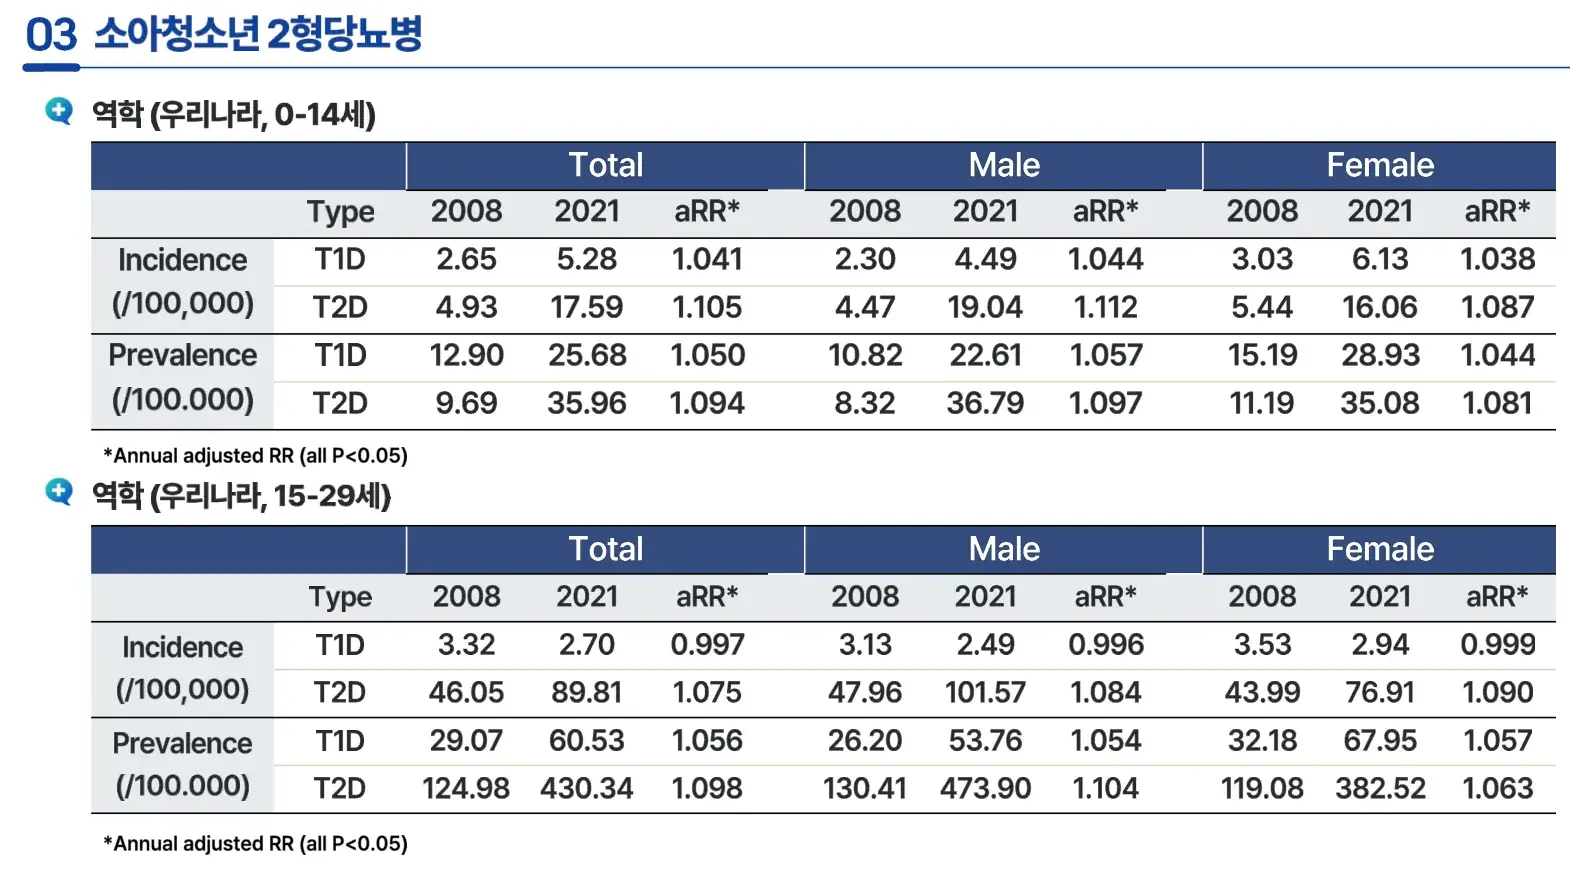 03 소아청소년 2형당뇨병
역학 (우리나라, 0-14세)
Total Male Female
Type 2008 2021 aRR* 2008 2021 aRR* 2008 2021 aRR*
Incidence (/100,000) T1D 2.65 5.28 1.041 2.30 4.49 1.044 3.03 6.13 1.038
T2D 4.93 17.59 1.105 4.47 19.04 1.112 5.44 16.06 1.087
Prevalence (/100.000) T1D 12.90 25.68 1.050 10.82 22.61 1.057 15.19 28.93 1.044
T2D 9.69 35.96 1.094 8.32 36.79 1.097 11.19 35.08 1.081
*Annual adjusted RR (all P<0.05)
역학 (우리나라, 15-29세)
Total Male Female
Type 2008 2021 aRR* 2008 2021 aRR* 2008 2021 aRR*
Incidence (/100,000) T1D 3.32 2.70 0.997 3.13 2.49 0.996 3.53 2.94 0.999
T2D 46.05 89.81 1.075 47.96 101.57 1.084 43.99 76.91 1.090
Prevalence (/100.000) T1D 29.07 60.53 1.056 26.20 53.76 1.054 32.18 67.95 1.057
T2D 124.98 430.34 1.098 130.41 473.90 1.104 119.08 382.52 1.063
*Annual adjusted RR (all P<0.05)